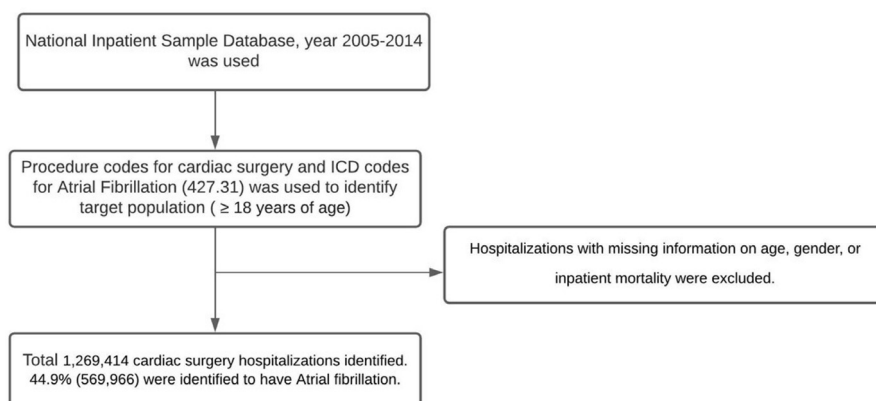 National Inpatient Sample Database, year 2005-2014
was used
Procedure codes for cardiac surgery and ICD codes
for Atrial Fibrillation (427.31) was used to identify
target population ( ≥ 18 years of age)
Hospitalizations with missing information on age, gender, or
inpatient mortality were excluded.
Total 1,269,414 cardiac surgery hospitalizations identified.
44.9% (569,966) were identified to have Atrial fibrillation.